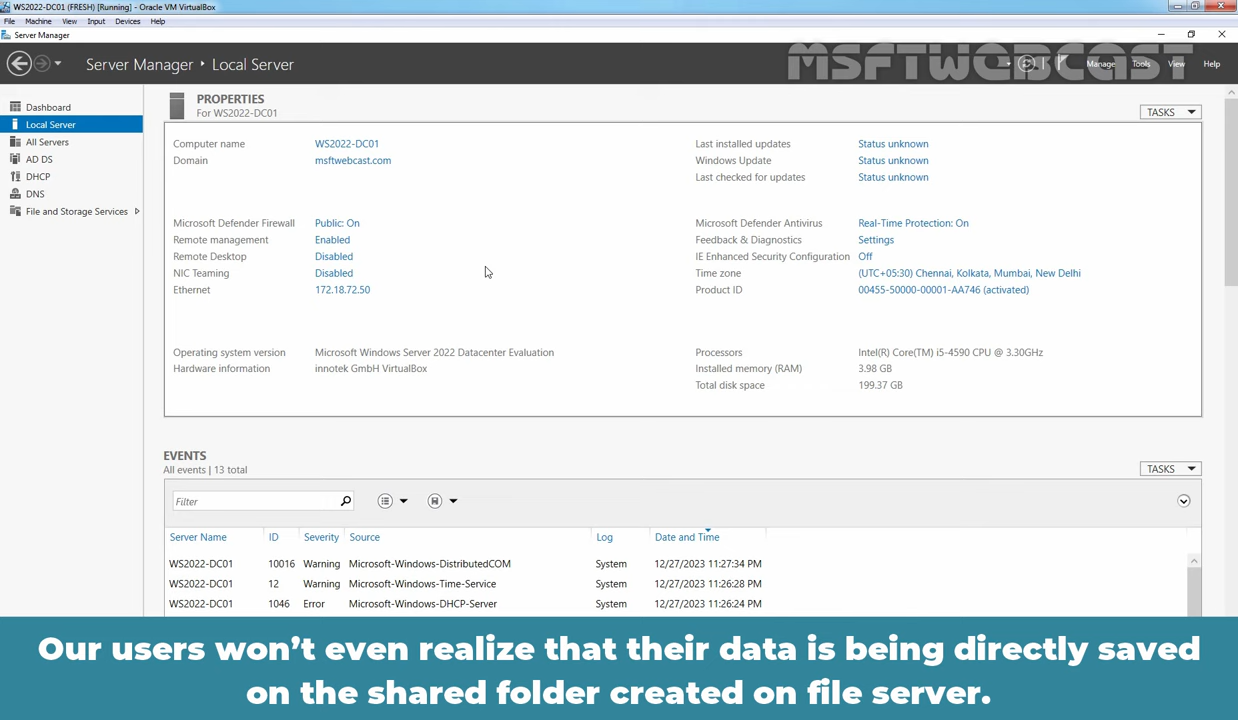 WS2022-DC01 (FRESH) [Running] - Oracle VM VirtualBox
File Machine View Input Devices Help
Server Manager
Server Manager ‣ Local Server
MSFTWEBCAST
Manage Tools View Help
Dashboard
Local Server
All Servers
AD DS
DHCP
DNS
File and Storage Services
PROPERTIES
For WS2022-DC01
TASKS
Computer name WS2022-DC01
Domain msftwebcast.com
Last installed updates Status unknown
Windows Update Status unknown
Last checked for updates Status unknown
Microsoft Defender Firewall Public: On
Remote management Enabled
Remote Desktop Disabled
NIC Teaming Disabled
Ethernet 172.18.72.50
Microsoft Defender Antivirus Real-Time Protection: On
Feedback & Diagnostics Settings
IE Enhanced Security Configuration Off
Time zone (UTC+05:30) Chennai, Kolkata, Mumbai, New Delhi
Product ID 00455-50000-00001-AA746 (activated)
Operating system version Microsoft Windows Server 2022 Datacenter Evaluation
Hardware information innotek GmbH VirtualBox
Processors Intel(R) Core(TM) i5-4590 CPU @ 3.30GHz
Installed memory (RAM) 3.98 GB
Total disk space 199.37 GB
EVENTS
All events | 13 total
TASKS
Filter
Server Name ID Severity Source Log Date and Time
WS2022-DC01 10016 Warning Microsoft-Windows-DistributedCOM System 12/27/2023 11:27:34 PM
WS2022-DC01 12 Warning Microsoft-Windows-Time-Service System 12/27/2023 11:26:28 PM
WS2022-DC01 1046 Error Microsoft-Windows-DHCP-Server System 12/27/2023 11:26:24 PM
Our users won't even realize that their data is being directly saved
on the shared folder created on file server.